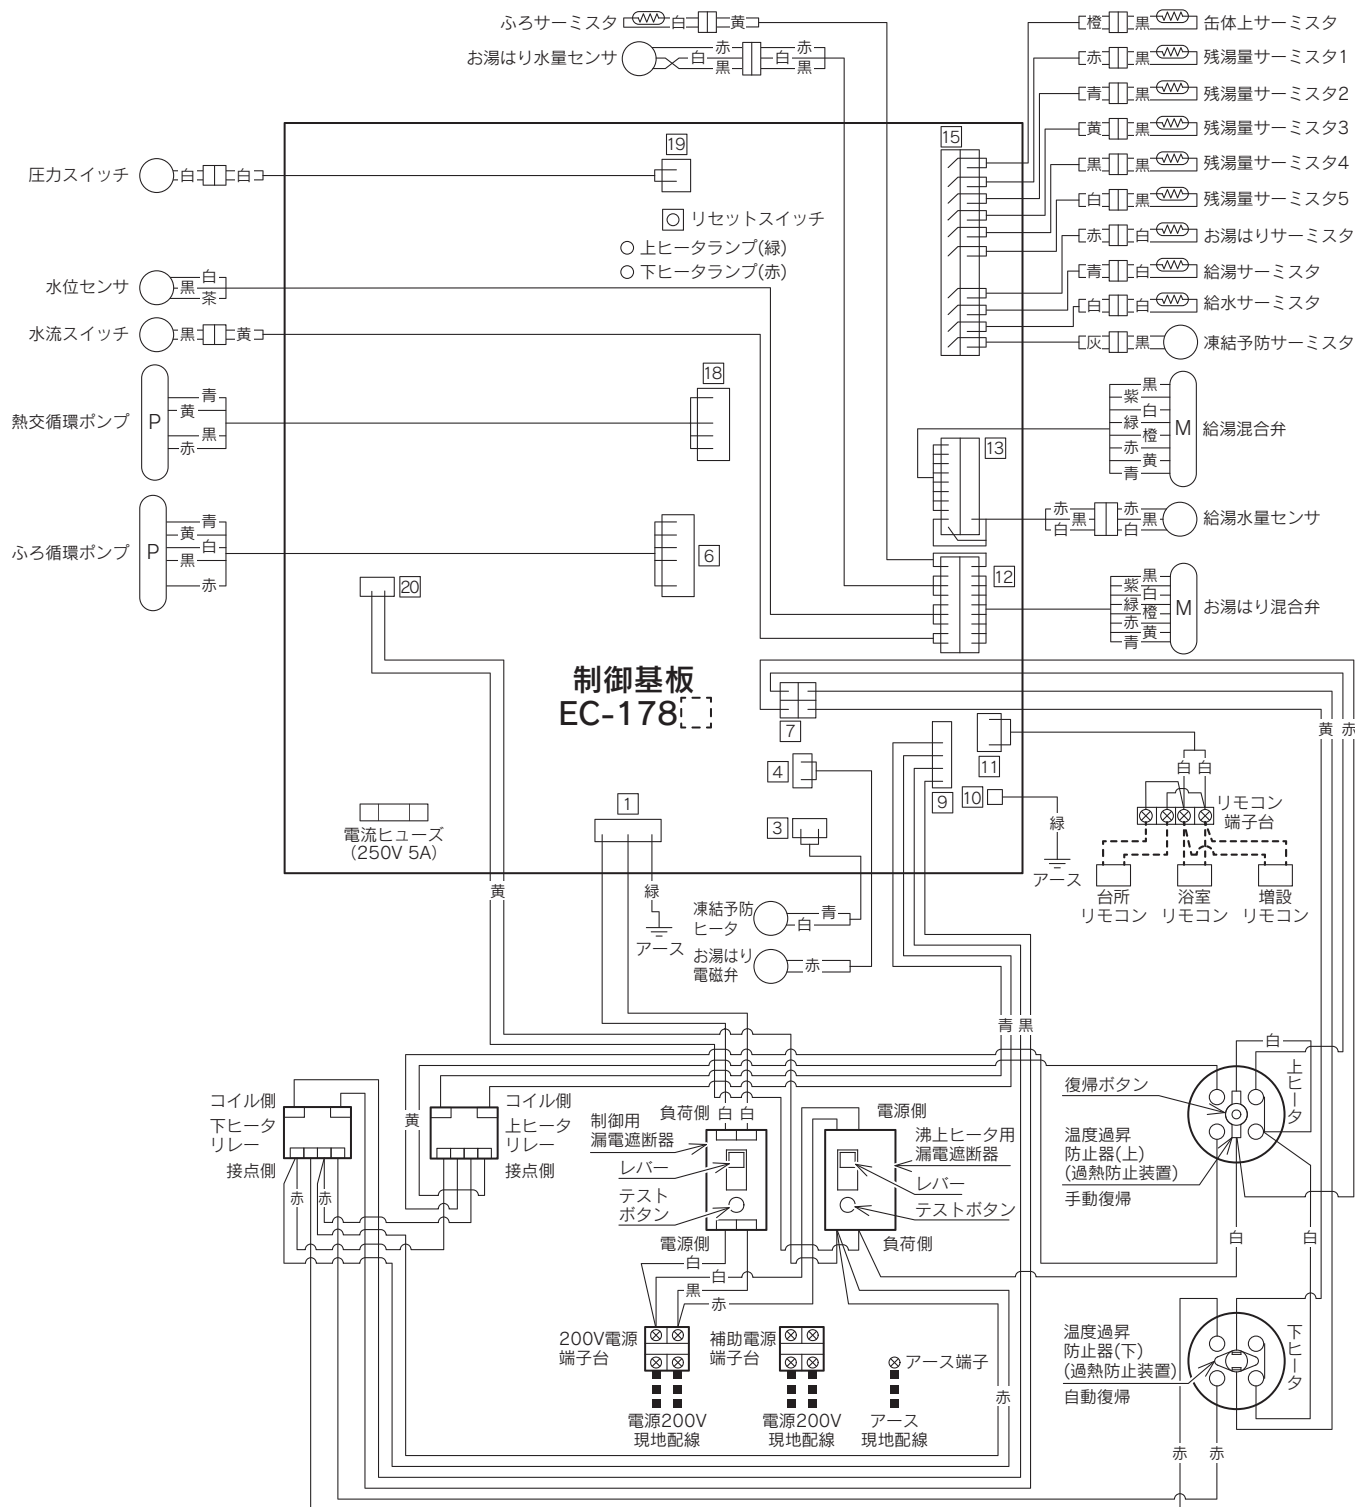 ふろサーミスタ 白 黄
お湯はり水量センサ 赤 白 黒 赤 白 黒
橙 黒 缶体上サーミスタ
赤 黒 残湯量サーミスタ1
青 黒 残湯量サーミスタ2
黄 黒 残湯量サーミスタ3
黒 黒 残湯量サーミスタ4
白 黒 残湯量サーミスタ5
赤 白 お湯はりサーミスタ
青 白 給湯サーミスタ
白 白 給水サーミスタ
灰 黒 凍結予防サーミスタ
圧力スイッチ 白 白
19
15
リセットスイッチ
上ヒータランプ(緑)
下ヒータランプ(赤)
水位センサ 白 黒 茶
水流スイッチ 黒 黄
熱交循環ポンプ P 青 黄 黒 赤
18
ふろ循環ポンプ P 青 黄 白 黒 赤
6
20
13
12
黒 紫 白 緑 橙 赤 黄 青 M 給湯混合弁
赤 黒 白 赤 黒 白 給湯水量センサ
黒 紫 白 緑 橙 赤 黄 青 M お湯はり混合弁
制御基板
EC-178
7
4
3
1
9
10
11
黄 赤
電流ヒューズ
(250V 5A)
白 白
リモコン
端子台
緑
アース
台所
リモコン
浴室
リモコン
増設
リモコン
黄
緑
アース
凍結予防
ヒータ
青
白
お湯はり
電磁弁
赤
青 黒
コイル側
下ヒータ
リレー
接点側
赤 赤
黄
コイル側
上ヒータ
リレー
接点側
制御用
漏電遮断器
負荷側 白 白
レバー
テスト
ボタン
電源側
電源側
沸上ヒータ用
漏電遮断器
レバー
テストボタン
負荷側
白
白
黒
赤
白
上ヒータ
復帰ボタン
温度過昇
防止器(上)
(過熱防止装置)
手動復帰
白 白
200V電源
端子台
補助電源
端子台
アース端子
電源200V
現地配線
電源200V
現地配線
アース
現地配線
赤
下ヒータ
温度過昇
防止器(下)
(過熱防止装置)
自動復帰
赤 赤